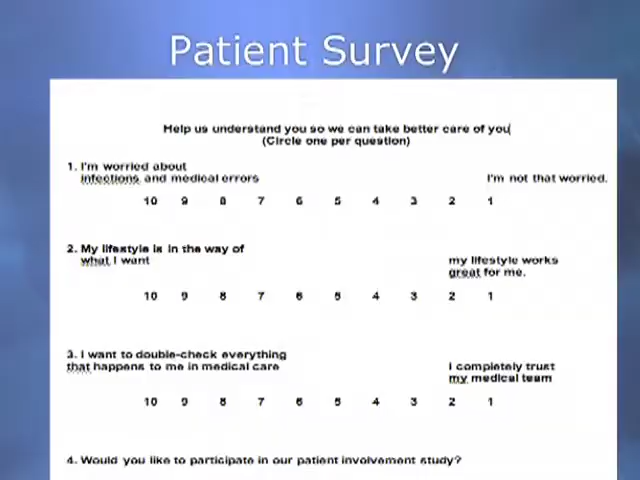 Patient Survey
Help us understand you so we can take better care of you
(Circle one per question)
1. I'm worried about
infections and medical errors
I'm not that worried.
10 9 8 7 6 5 4 3 2 1
2. My lifestyle is in the way of
what I want
my lifestyle works
great for me.
10 9 8 7 6 5 4 3 2 1
3. I want to double-check everything
that happens to me in medical care
I completely trust
my medical team
10 9 8 7 6 5 4 3 2 1
4. Would you like to participate in our patient involvement study?